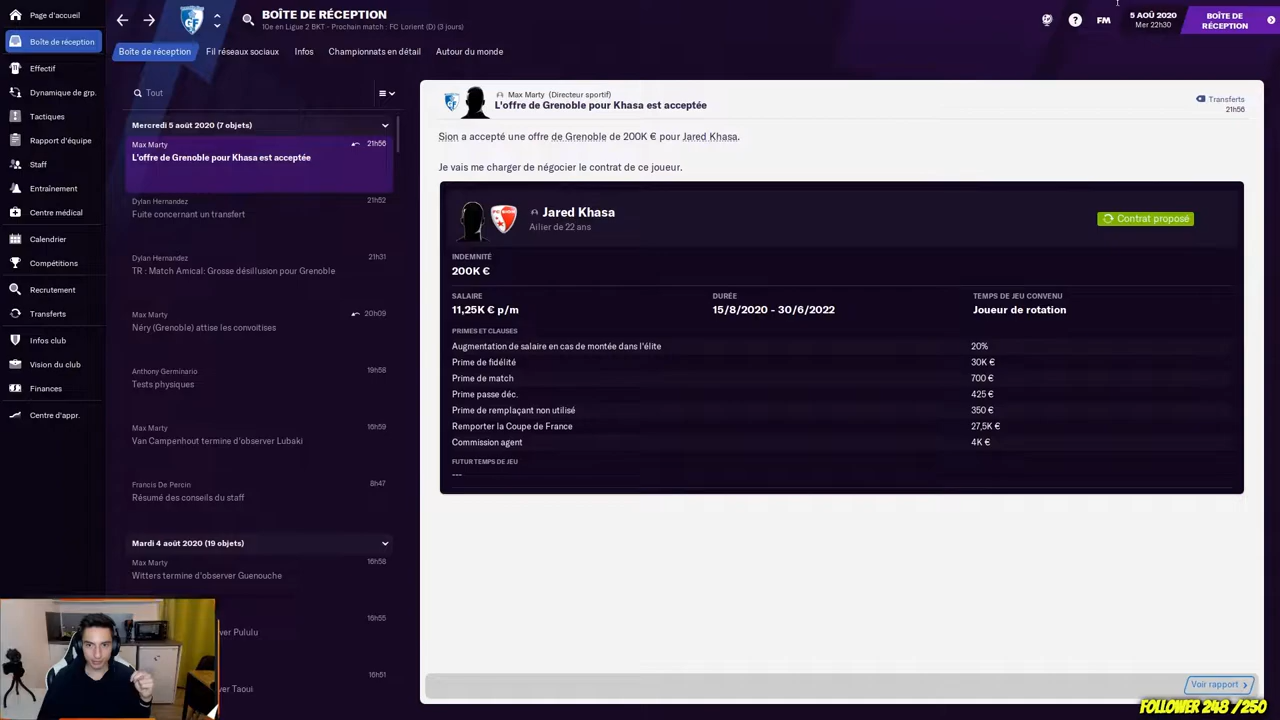 Page d'accueil
Boîte de réception
Effectif
Dynamique de grp.
Tactiques
Rapport d'équipe
Staff
Entraînement
Centre médical
Calendrier
Compétitions
Recrutement
Transferts
Infos club
Vision du club
Finances
Centre d'appr.
BOÎTE DE RÉCEPTION
10e en Ligue 2 BKT - Prochain match : FC Lorient (D) (3 jours)
FM
5 AOÛ 2020
Mer 22h30
BOÎTE DE RÉCEPTION
Boîte de réception
Fil réseaux sociaux
Infos
Championnats en détail
Autour du monde
Tout
Mercredi 5 août 2020 (7 objets)
Max Marty 21h56
L'offre de Grenoble pour Khasa est acceptée
Dylan Hernandez 21h52
Fuite concernant un transfert
Dylan Hernandez 21h31
TR : Match Amical: Grosse désillusion pour Grenoble
Max Marty 20h09
Néry (Grenoble) attise les convoitises
Anthony Germinario 19h58
Tests physiques
Max Marty 16h59
Van Campenhout termine d'observer Lubaki
Francis De Percin 8h47
Résumé des conseils du staff
Mardi 4 août 2020 (19 objets)
Max Marty 16h58
Witters termine d'observer Guenouche
16h55
ver Pululu
16h51
ver Taoui
Max Marty (Directeur sportif)
L'offre de Grenoble pour Khasa est acceptée
Transferts
21h56
Sion a accepté une offre de Grenoble de 200K € pour Jared Khasa.
Je vais me charger de négocier le contrat de ce joueur.
Jared Khasa
Ailier de 22 ans
Contrat proposé
INDEMNITÉ
200K €
SALAIRE DURÉE TEMPS DE JEU CONVENU
11,25K € p/m 15/8/2020 - 30/6/2022 Joueur de rotation
PRIMES ET CLAUSES
Augmentation de salaire en cas de montée dans l'élite 20%
Prime de fidélité 30K €
Prime de match 700 €
Prime passe déc. 425 €
Prime de remplaçant non utilisé 350 €
Remporter la Coupe de France 27,5K €
Commission agent 4K €
FUTUR TEMPS DE JEU
---
Voir rapport
FOLLOWER 248 /250